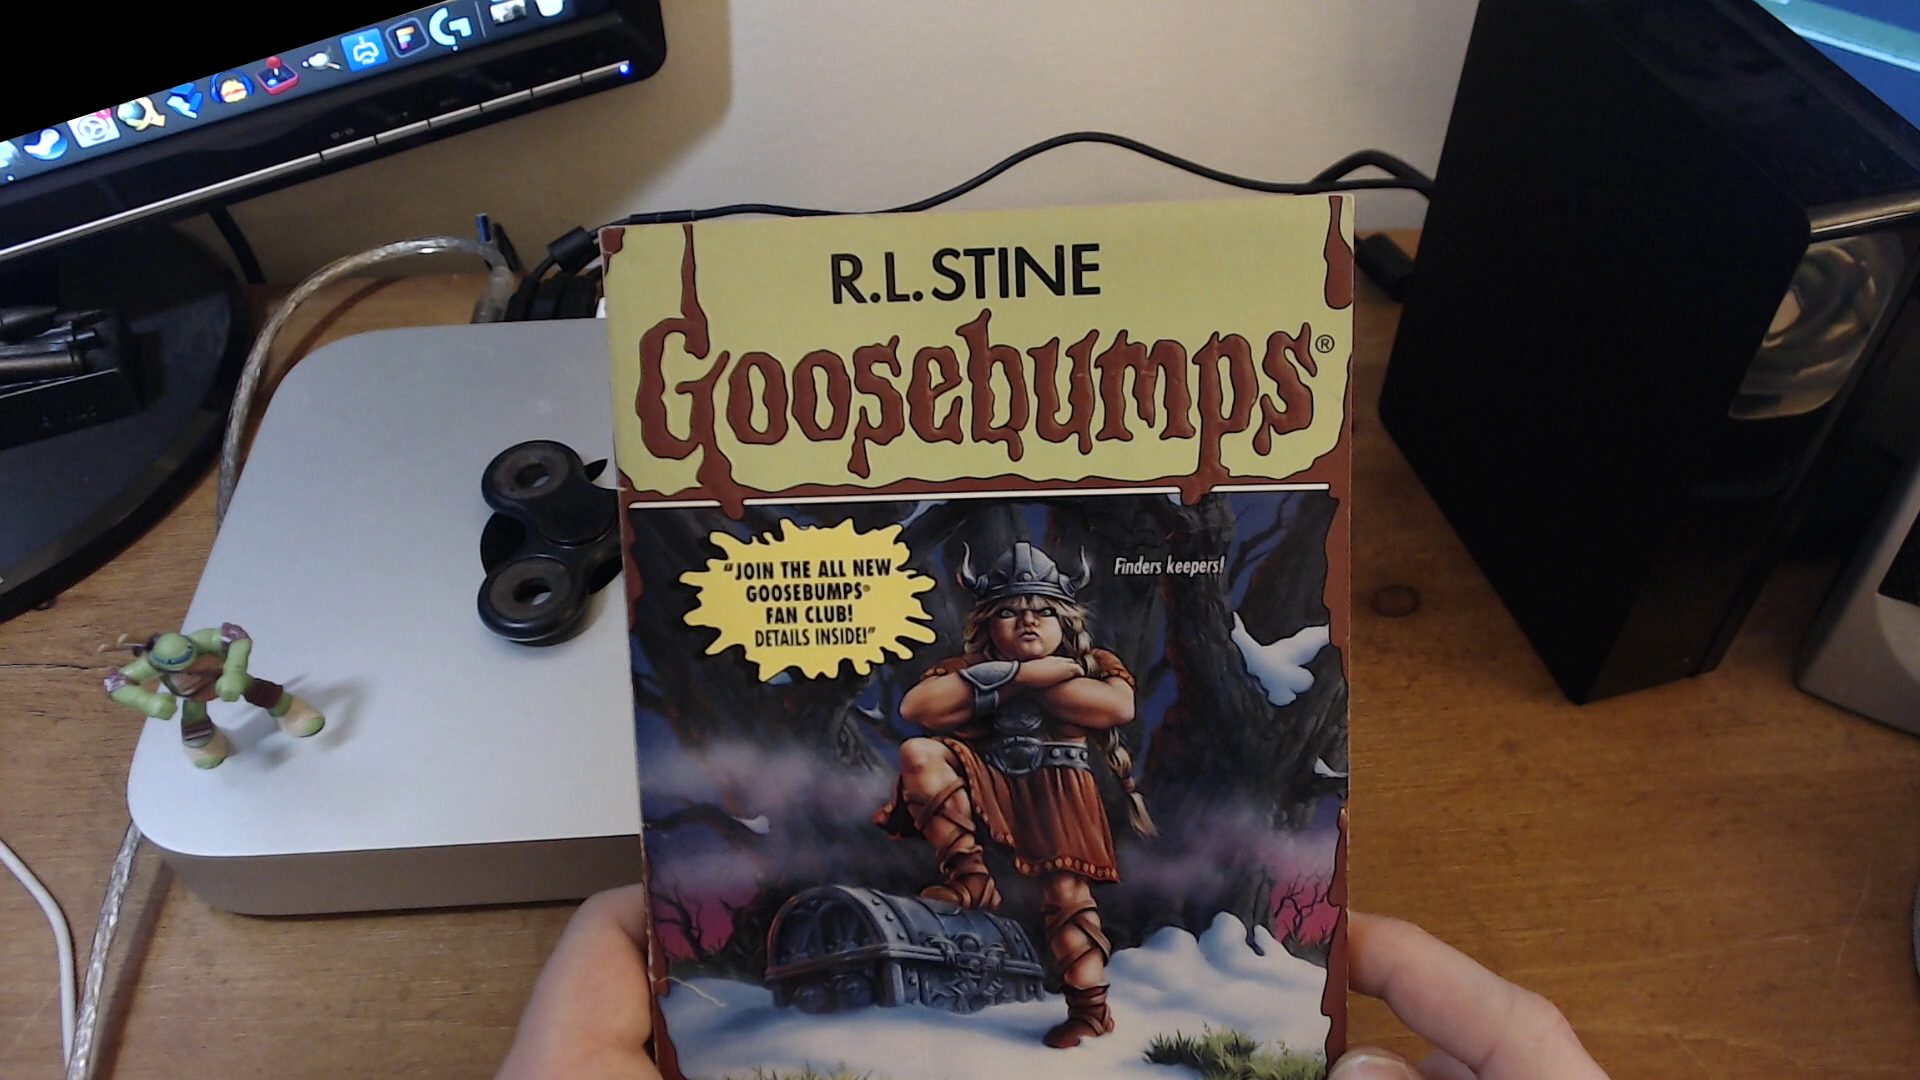 R.L. STINE
Goosebumps®
"JOIN THE ALL NEW
GOOSEBUMPS®
FAN CLUB!
DETAILS INSIDE!"
Finders keepers!